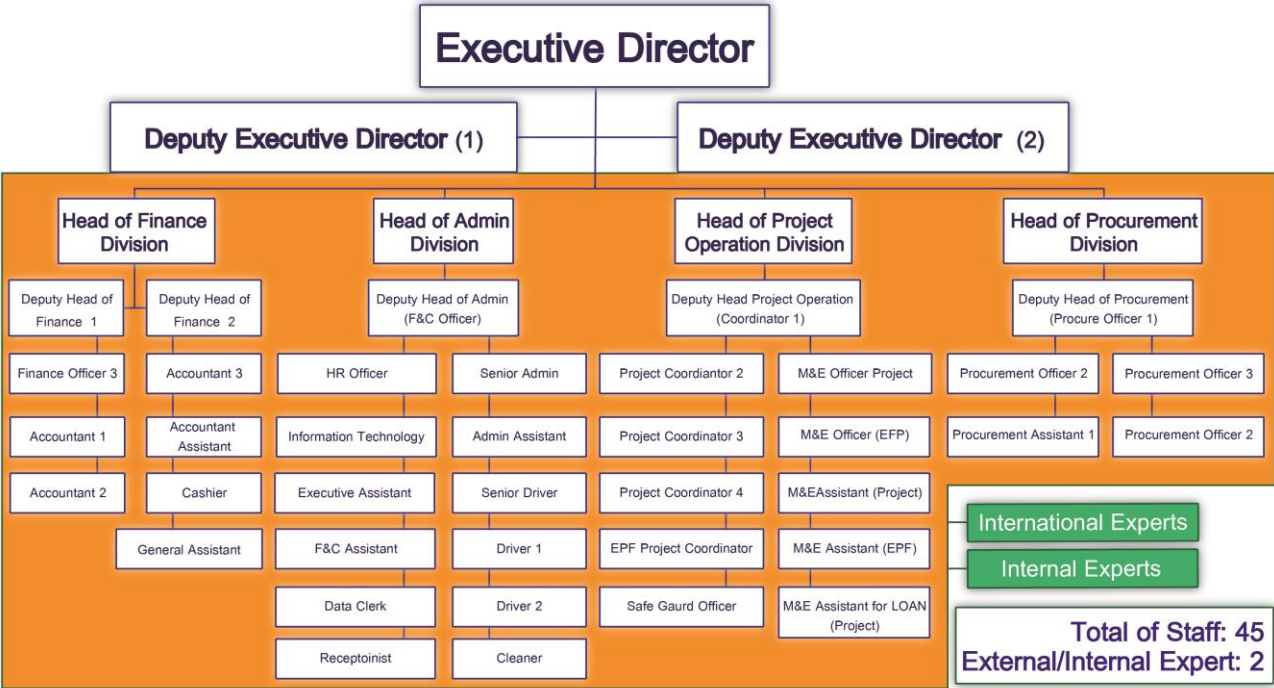 Executive Director
Deputy Executive Director (1)
Deputy Executive Director (2)
Head of Finance
Division
Head of Admin
Division
Head of Project
Operation Division
Head of Procurement
Division
Deputy Head of
Finance 1
Deputy Head of
Finance 2
Deputy Head of Admin
(F&C Officer)
Deputy Head Project Operation
(Coordinator 1)
Deputy Head of Procurement
(Procure Officer 1)
Finance Officer 3
Accountant 3
HR Officer
Senior Admin
Project Coordiantor 2
M&E Officer Project
Procurement Officer 2
Procurement Officer 3
Accountant 1
Accountant
Assistant
Information Technology
Admin Assistant
Project Coordinator 3
M&E Officer (EFP)
Procurement Assistant 1
Procurement Officer 2
Accountant 2
Cashier
Executive Assistant
Senior Driver
Project Coordinator 4
M&EAssistant (Project)
General Assistant
F&C Assistant
Driver 1
EPF Project Coordinator
M&E Assistant (EPF)
Data Clerk
Driver 2
Safe Gaurd Officer
M&E Assistant for LOAN
(Project)
Receptoinist
Cleaner
International Experts
Internal Experts
Total of Staff: 45
External/Internal Expert: 2